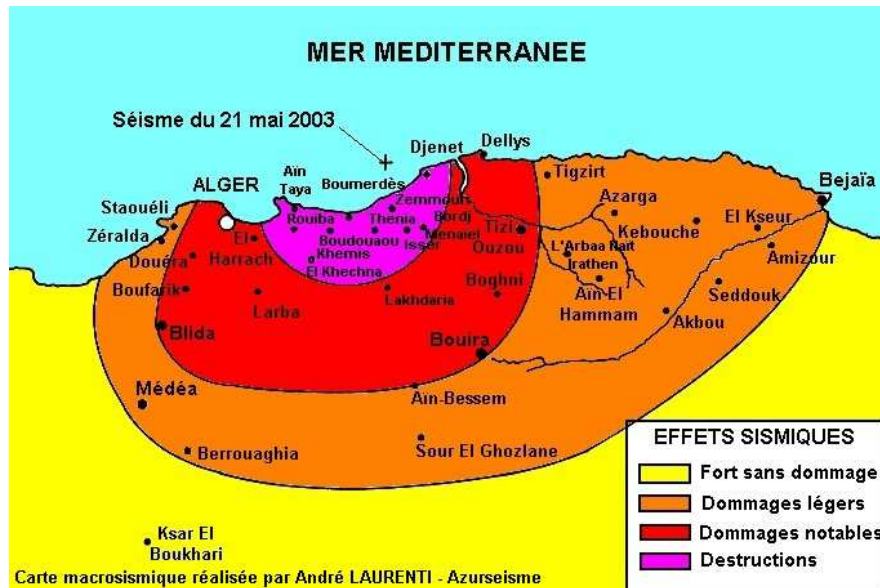 MER MEDITERRANEE
Séisme du 21 mai 2003
Dellys
Djenet
Tigzirt
Aïn
Taya
Boumerdès
ALGER
Zemmouri
Bejaïa
Staouéli
Azarga
Rouiba
Thénia
Bordj
Menaiel
El Kseur
Zéralda
El
Harrach
Boudouaou
Isser
Tizi
Ouzou
Kebouche
Khemis
El Khechna
L'Arbaa Nait
Irathen
Amizour
Douéra
Boufarik
Larba
Lakhdaria
Boghni
Aïn El
Hammam
Seddouk
Akbou
Blida
Bouira
Médéa
Aïn-Bessem
Berrouaghia
Sour El Ghozlane
EFFETS SISMIQUES
Fort sans dommage
Dommages légers
Dommages notables
Destructions
Ksar El
Boukhari
Carte macrosismique réalisée par André LAURENTI - Azurseisme